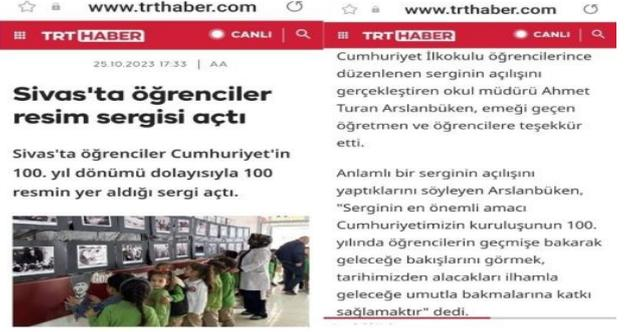 www.trthaber.com
TRT HABER
CANLI
25.10.2023 17:33 | AA
Sivas'ta öğrenciler
resim sergisi açtı
Sivas'ta öğrenciler Cumhuriyet'in
100. yıl dönümü dolayısıyla 100
resmin yer aldığı sergi açtı.
www.trthaber.com
TRT HABER
CANLI
Cumhuriyet İlkokulu öğrencilerince
düzenlenen serginin açılışını
gerçekleştiren okul müdürü Ahmet
Turan Arslanbüken, emeği geçen
öğretmen ve öğrencilere teşekkür
etti.
Anlamlı bir serginin açılışını
yaptıklarını söyleyen Arslanbüken,
"Serginin en önemli amacı
Cumhuriyetimizin kuruluşunun 100.
yılında öğrencilerin geçmişe bakarak
geleceğe bakışlarını görmek,
tarihimizden alacakları ilhamla
geleceğe umutla bakmalarına katkı
sağlamaktır" dedi.